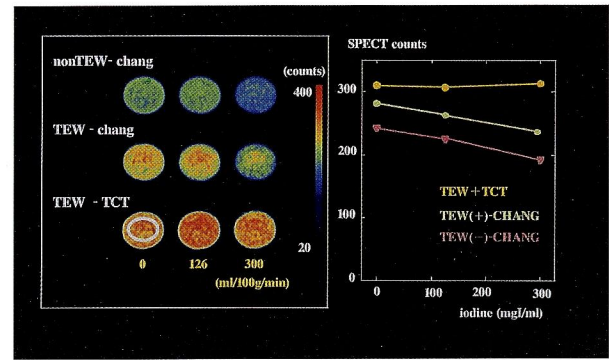 nonTEW- chang
(counts)
400
TEW - chang
TEW - TCT
20
0 126 300
(ml/100g/min)
SPECT counts
300
200
100
0
TEW+TCT
TEW(+)-CHANG
TEW(−)-CHANG
0 100 200 300
iodine (mgI/ml)